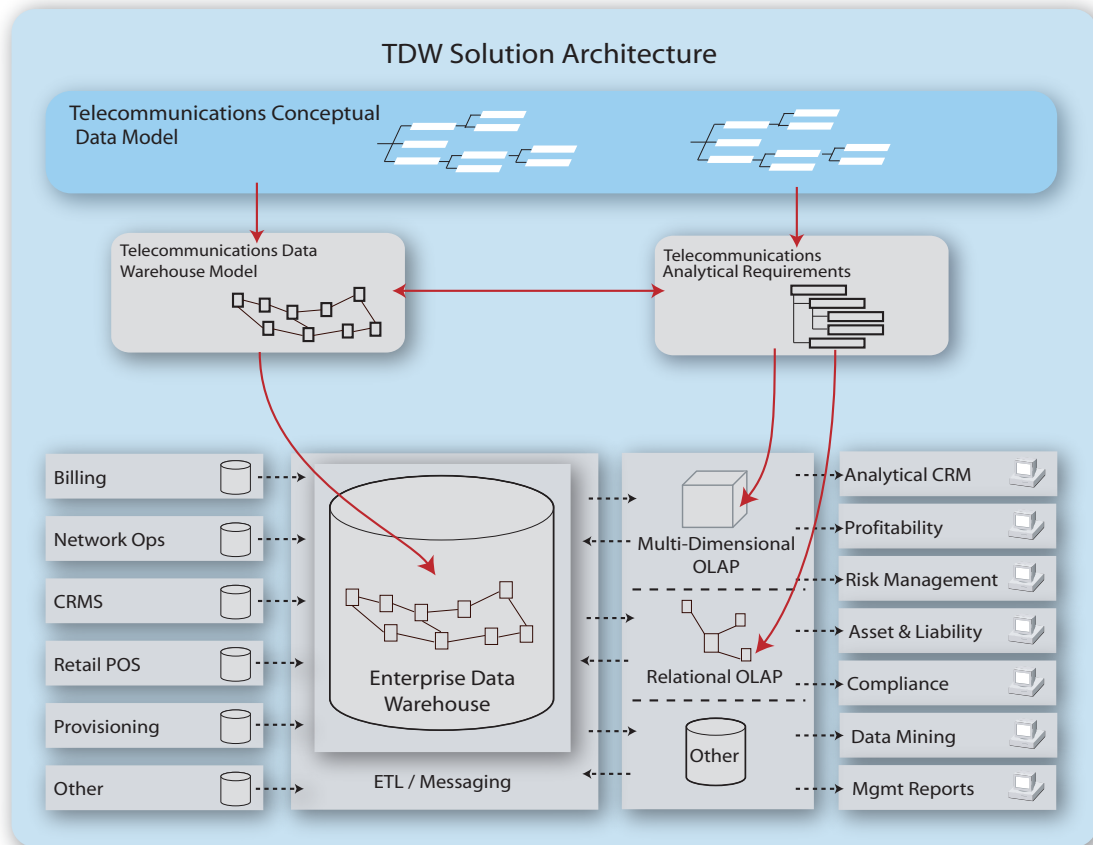 TDW Solution Architecture
Telecommunications Conceptual
Data Model
Telecommunications Data
Warehouse Model
Telecommunications
Analytical Requirements
Billing
Network Ops
CRMS
Retail POS
Provisioning
Other
Enterprise Data
Warehouse
ETL / Messaging
Multi-Dimensional
OLAP
Relational OLAP
Other
Analytical CRM
Profitability
Risk Management
Asset & Liability
Compliance
Data Mining
Mgmt Reports